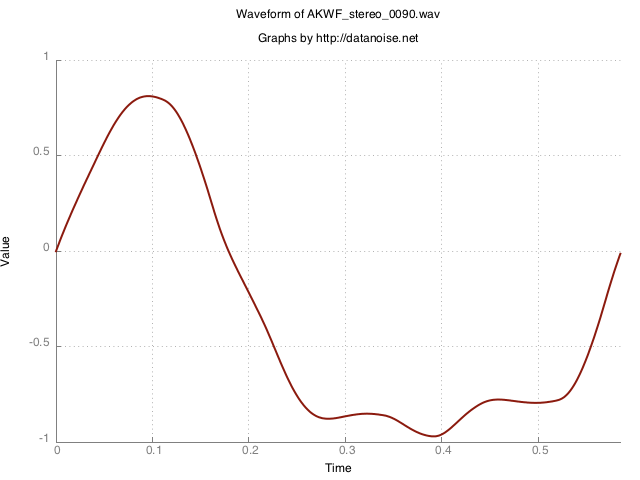 Waveform of AKWF_stereo_0090.wav
Graphs by http://datanoise.net
1
0.5
0
-0.5
-1
Value
0 0.1 0.2 0.3 0.4 0.5
Time